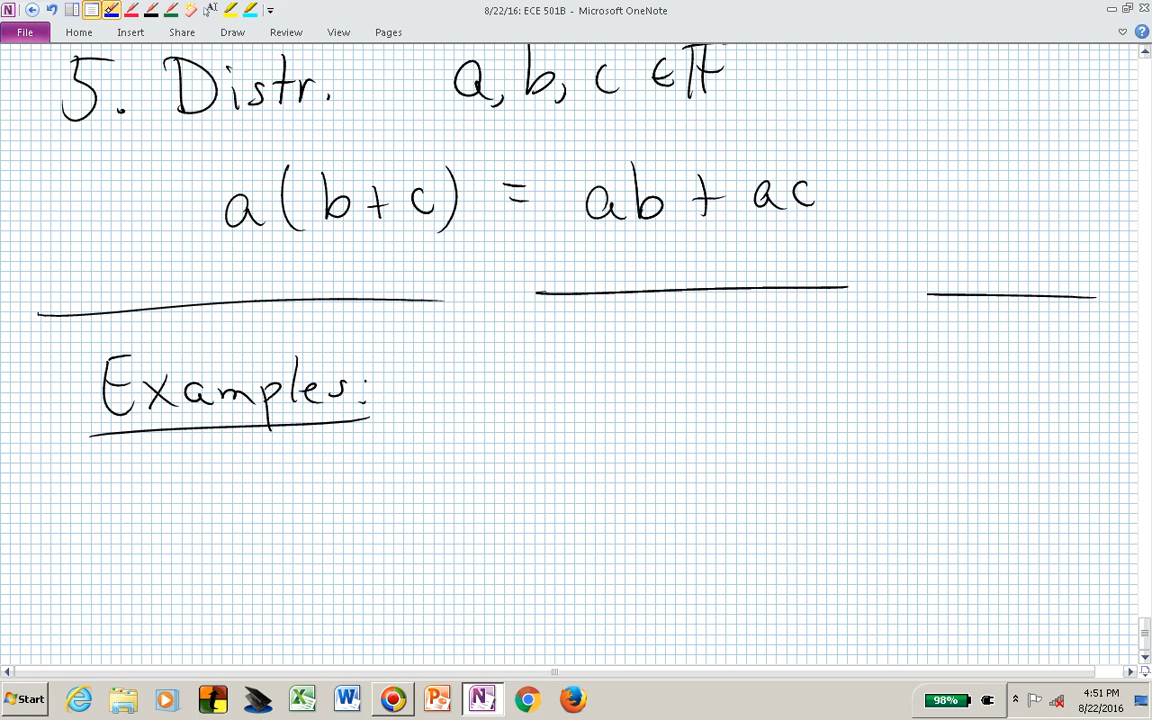 8/22/16: ECE 501B - Microsoft OneNote
File Home Insert Share Draw Review View Pages
5. Distr. a, b, c ∈ 𝔽
a(b+c) = ab + ac
Examples:
Start
98%
4:51 PM
8/22/2016